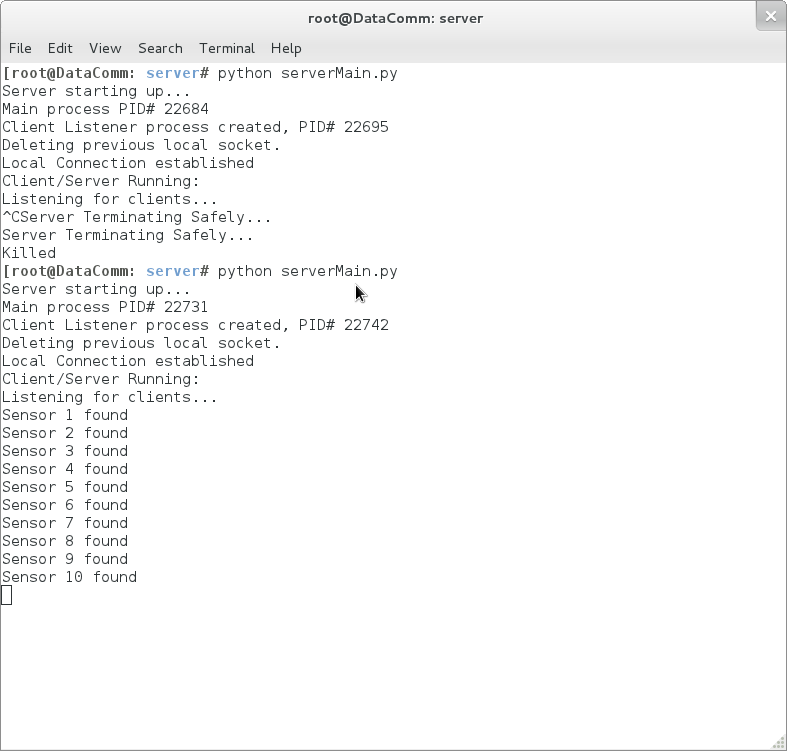 root@DataComm: server
File Edit View Search Terminal Help
[root@DataComm: server# python serverMain.py
Server starting up...
Main process PID# 22684
Client Listener process created, PID# 22695
Deleting previous local socket.
Local Connection established
Client/Server Running:
Listening for clients...
^CServer Terminating Safely...
Server Terminating Safely...
Killed
[root@DataComm: server# python serverMain.py
Server starting up...
Main process PID# 22731
Client Listener process created, PID# 22742
Deleting previous local socket.
Local Connection established
Client/Server Running:
Listening for clients...
Sensor 1 found
Sensor 2 found
Sensor 3 found
Sensor 4 found
Sensor 5 found
Sensor 6 found
Sensor 7 found
Sensor 8 found
Sensor 9 found
Sensor 10 found